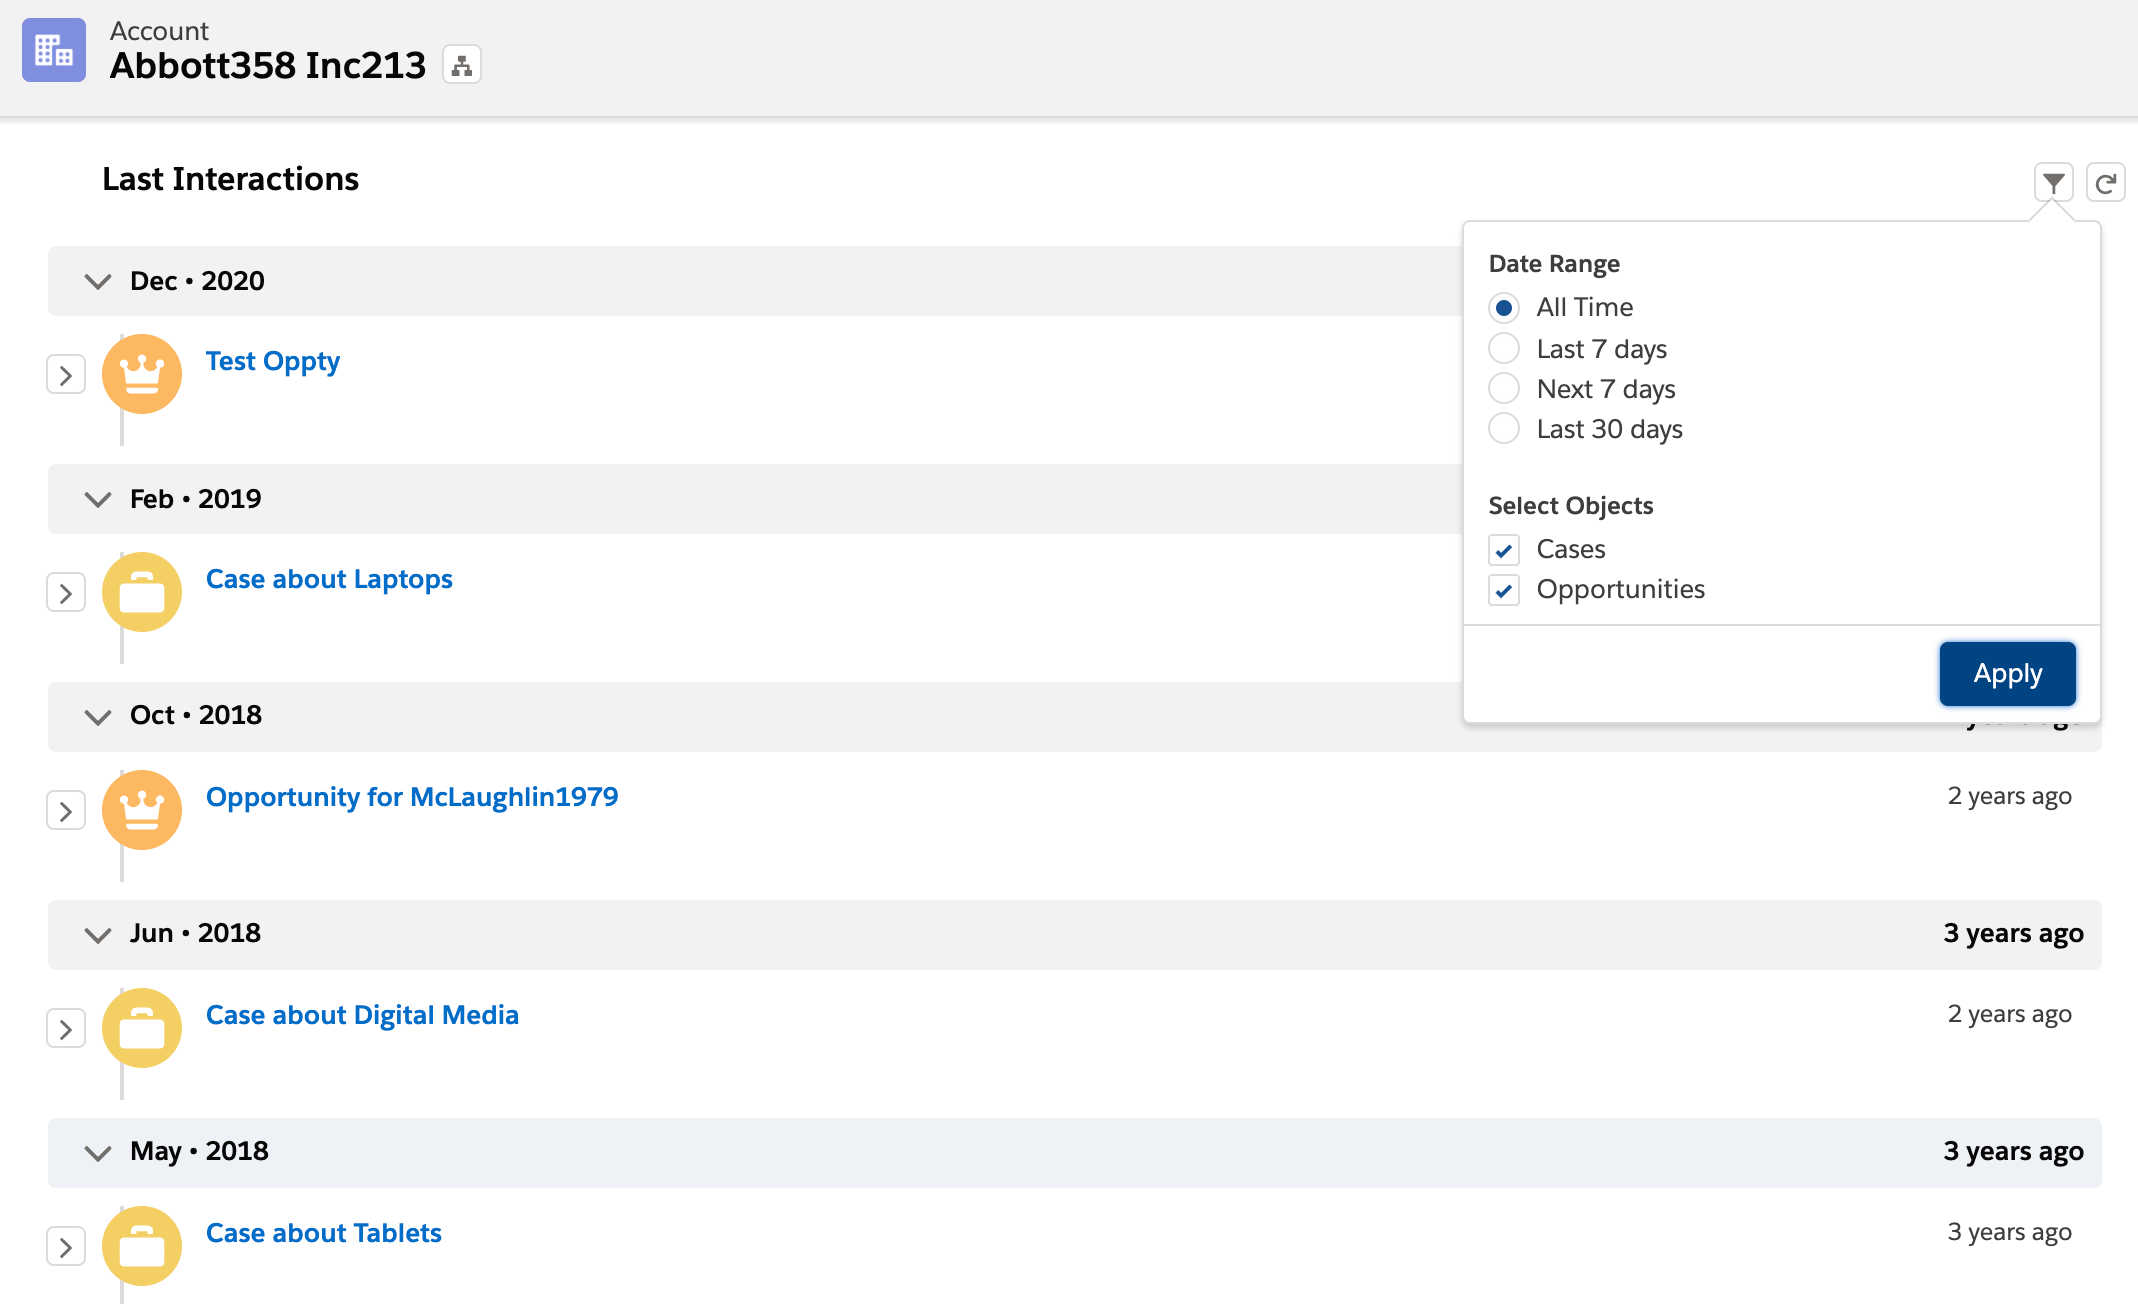 Account
Abbott358 Inc213
Last Interactions
Dec • 2020
Test Oppty
Feb • 2019
Case about Laptops
Date Range
All Time
Last 7 days
Next 7 days
Last 30 days
Select Objects
Cases
Opportunities
Apply
Oct • 2018
Opportunity for McLaughlin1979
2 years ago
Jun • 2018
3 years ago
Case about Digital Media
2 years ago
May • 2018
3 years ago
Case about Tablets
3 years ago